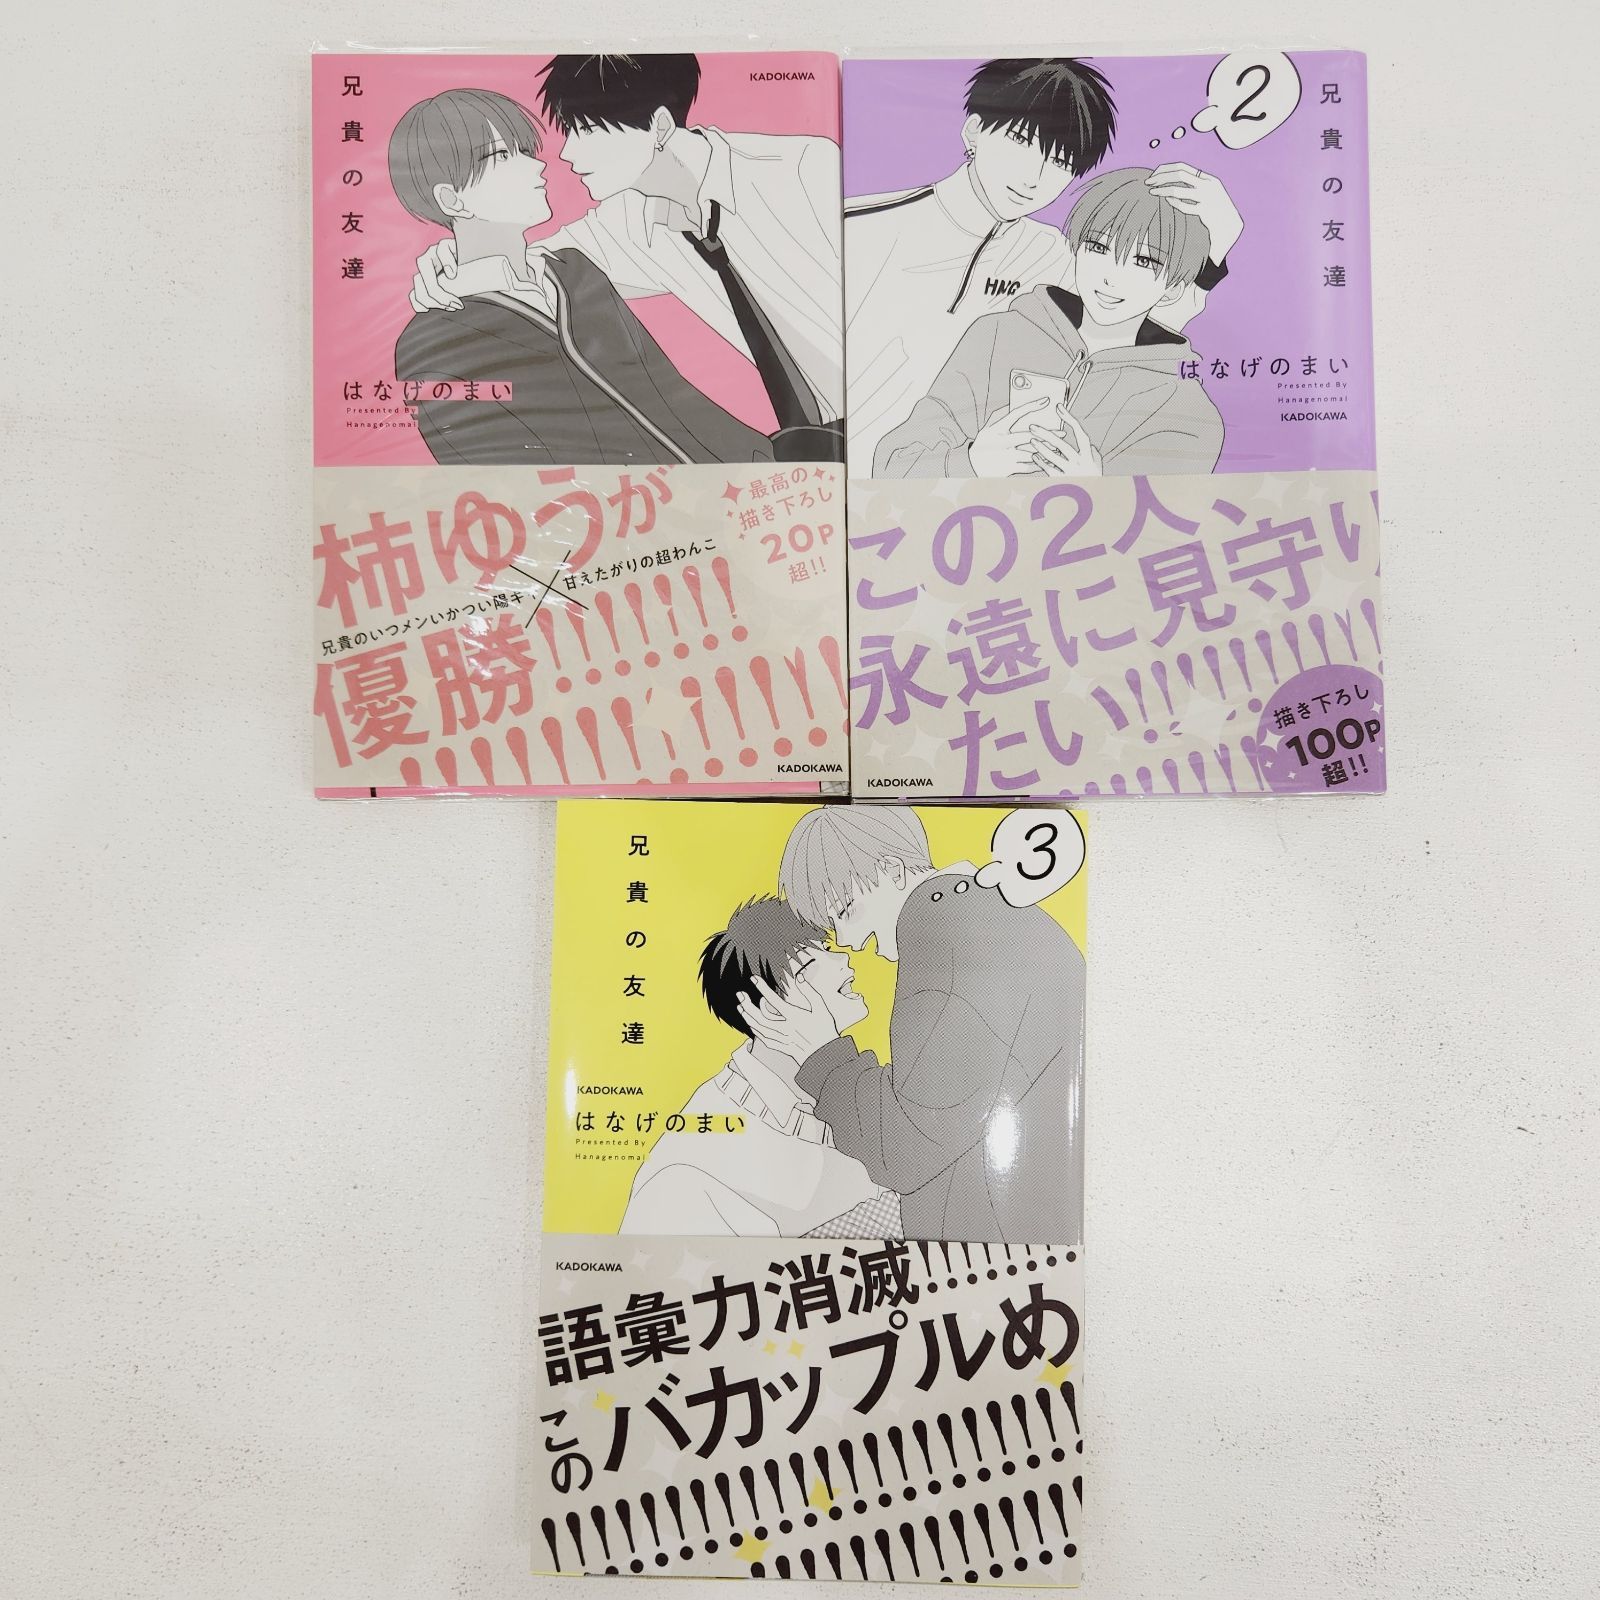 兄貴の友達
KADOKAWA
はなげのまい
Presented By
Hanagenomai
柿ゆうが
優勝!!!!!!!
兄貴のいつメンいかつい陽キャ
甘えたがりの超わんこ
最高の
描き下ろし
20P
超!!
KADOKAWA
2
兄貴の友達
HNG
はなげのまい
Presented By
Hanagenomai
KADOKAWA
この2人、
永遠に見守り
たい!!!!!!!!!!
描き下ろし
100P
超!!
KADOKAWA
3
兄貴の友達
KADOKAWA
はなげのまい
Presented By
Hanagenomai
KADOKAWA
語彙力消滅!!!!!!!!
このバカップルめ
!!!!!!!!!!!!!!!!!!!!!!
!!!!!!!!!!!!!!